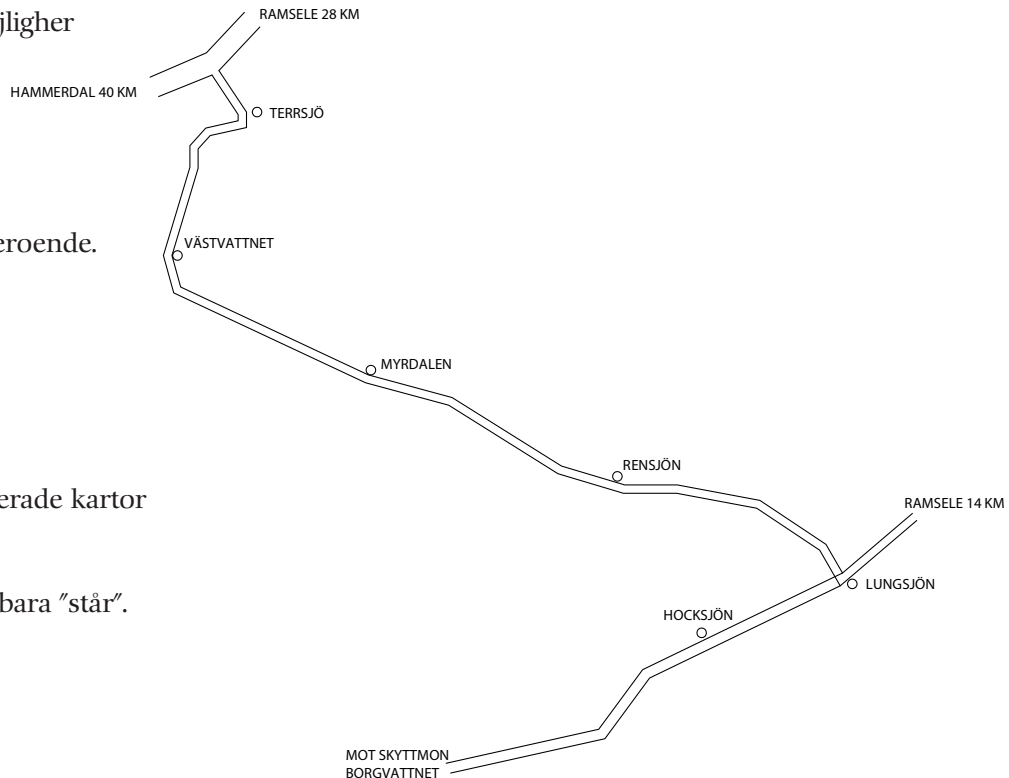 RAMSELE 28 KM
jligher
HAMMERDAL 40 KM
TERRSJÖ
VÄSTVATTNET
eroende.
MYRDALEN
RENSJÖN
erade kartor
RAMSELE 14 KM
LUNGSJÖN
bara "står".
HOCKSJÖN
MOT SKYTTMON
BORGVATTNET